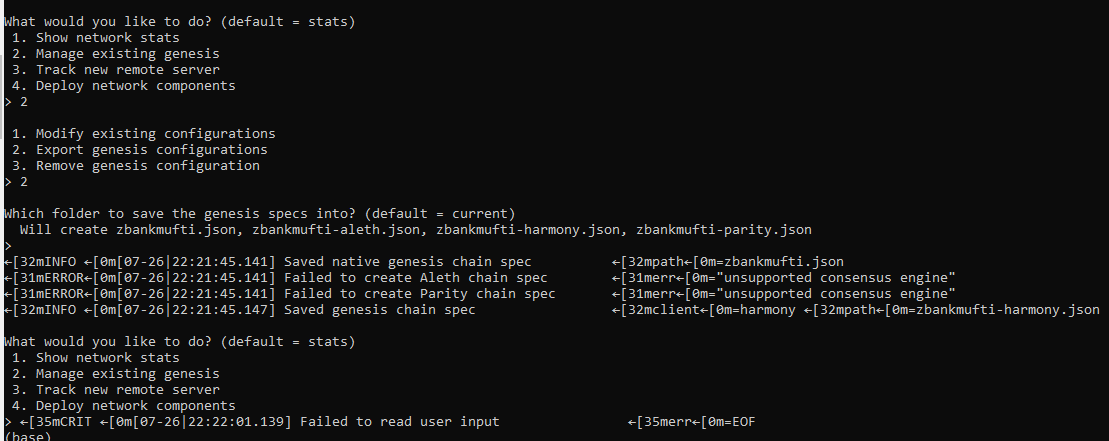 What would you like to do? (default = stats)
1. Show network stats
2. Manage existing genesis
3. Track new remote server
4. Deploy network components
> 2
1. Modify existing configurations
2. Export genesis configurations
3. Remove genesis configuration
> 2
Which folder to save the genesis specs into? (default = current)
Will create zbankmufti.json, zbankmufti-aleth.json, zbankmufti-harmony.json, zbankmufti-parity.json
>
←[32mINFO ←[0m[07-26|22:21:45.141] Saved native genesis chain spec ←[32mpath←[0m=zbankmufti.json
←[31mERROR←[0m[07-26|22:21:45.141] Failed to create Aleth chain spec ←[31merr←[0m="unsupported consensus engine"
←[31mERROR←[0m[07-26|22:21:45.141] Failed to create Parity chain spec ←[31merr←[0m="unsupported consensus engine"
←[32mINFO ←[0m[07-26|22:21:45.147] Saved genesis chain spec ←[32mclient←[0m=harmony ←[32mpath←[0m=zbankmufti-harmony.json
What would you like to do? (default = stats)
1. Show network stats
2. Manage existing genesis
3. Track new remote server
4. Deploy network components
> ←[35mCRIT ←[0m[07-26|22:22:01.139] Failed to read user input ←[35merr←[0m=EOF
(base)